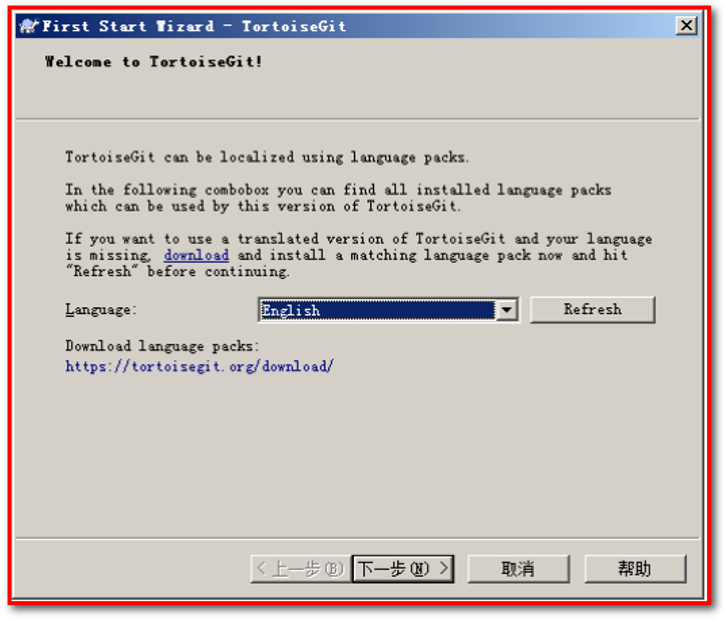 First Start Wizard - TortoiseGit
Welcome to TortoiseGit!
TortoiseGit can be localized using language packs.
In the following combobox you can find all installed language packs
which can be used by this version of TortoiseGit.
If you want to use a translated version of TortoiseGit and your language
is missing, download and install a matching language pack now and hit
"Refresh" before continuing.
Language: English Refresh
Download language packs:
https://tortoisegit.org/download/
< 上一步(B) 下一步(N) > 取消 帮助